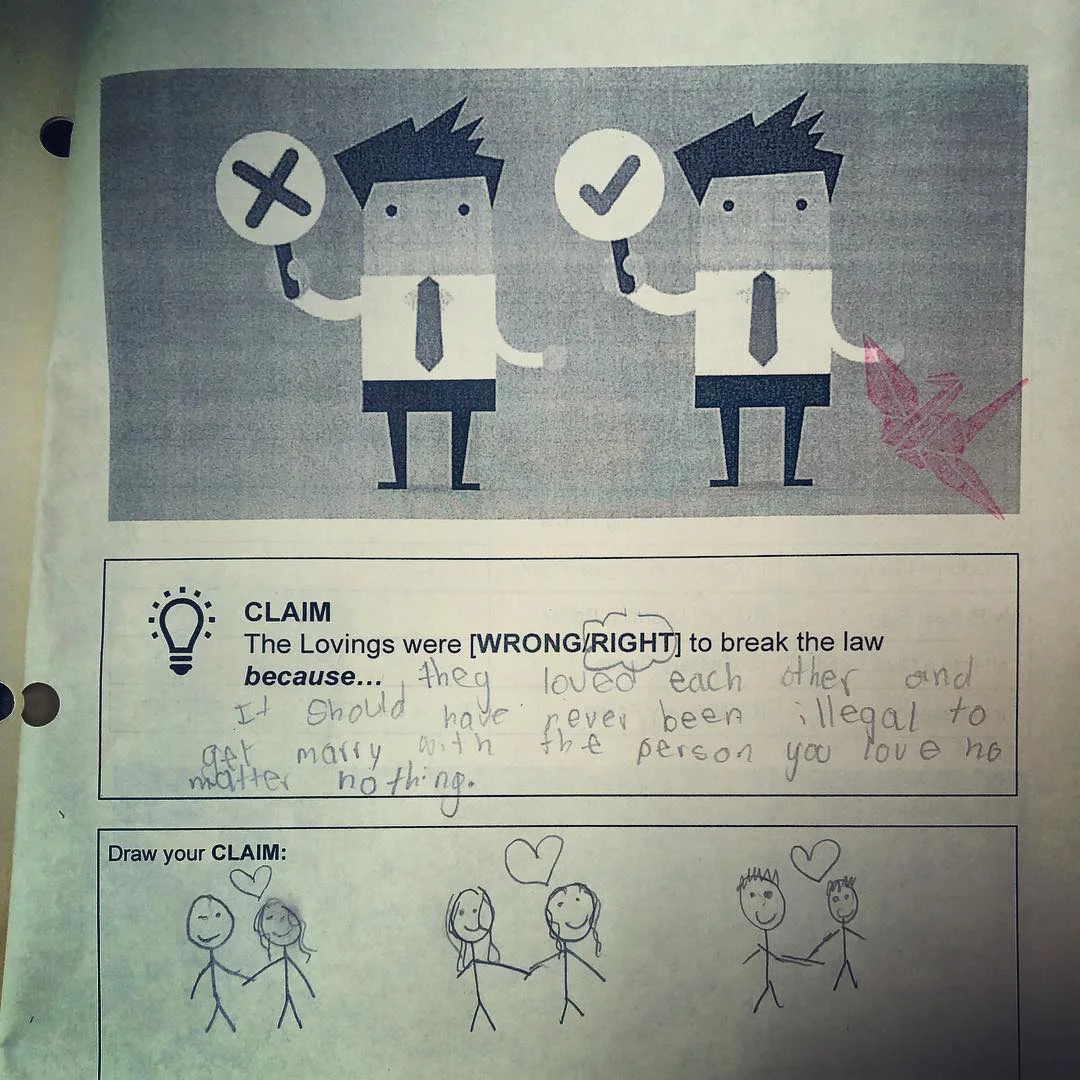 CLAIM
The Lovings were [WRONG/RIGHT] to break the law
because... they loved each other and
It should have never been illegal to
get marry with the person you love no
matter nothing.
Draw your CLAIM: